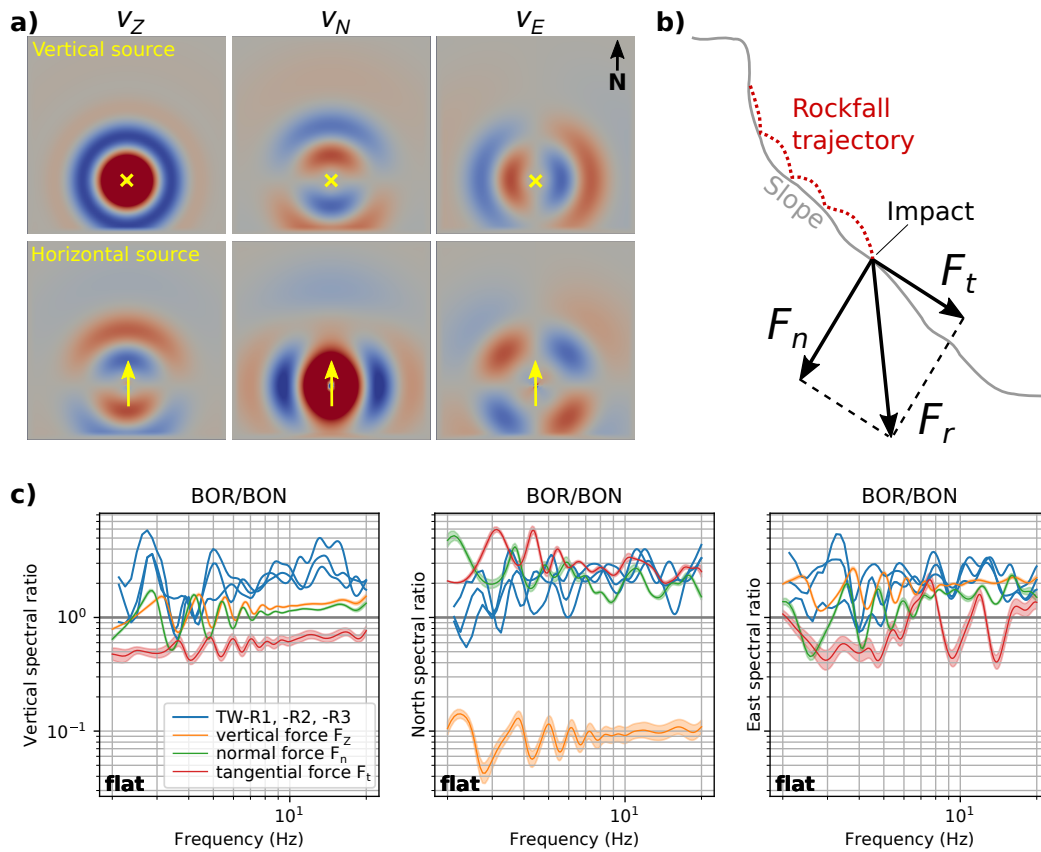 a)
v_Z
v_N
v_E
Vertical source
N
Horizontal source
b)
Rockfall
trajectory
Slope
Impact
F_t
F_n
F_r
c)
BOR/BON
BOR/BON
BOR/BON
Vertical spectral ratio
10^0
10^-1
TW-R1, -R2, -R3
vertical force F_Z
normal force F_n
tangential force F_t
flat
10^1
Frequency (Hz)
North spectral ratio
flat
10^1
Frequency (Hz)
East spectral ratio
flat
10^1
Frequency (Hz)